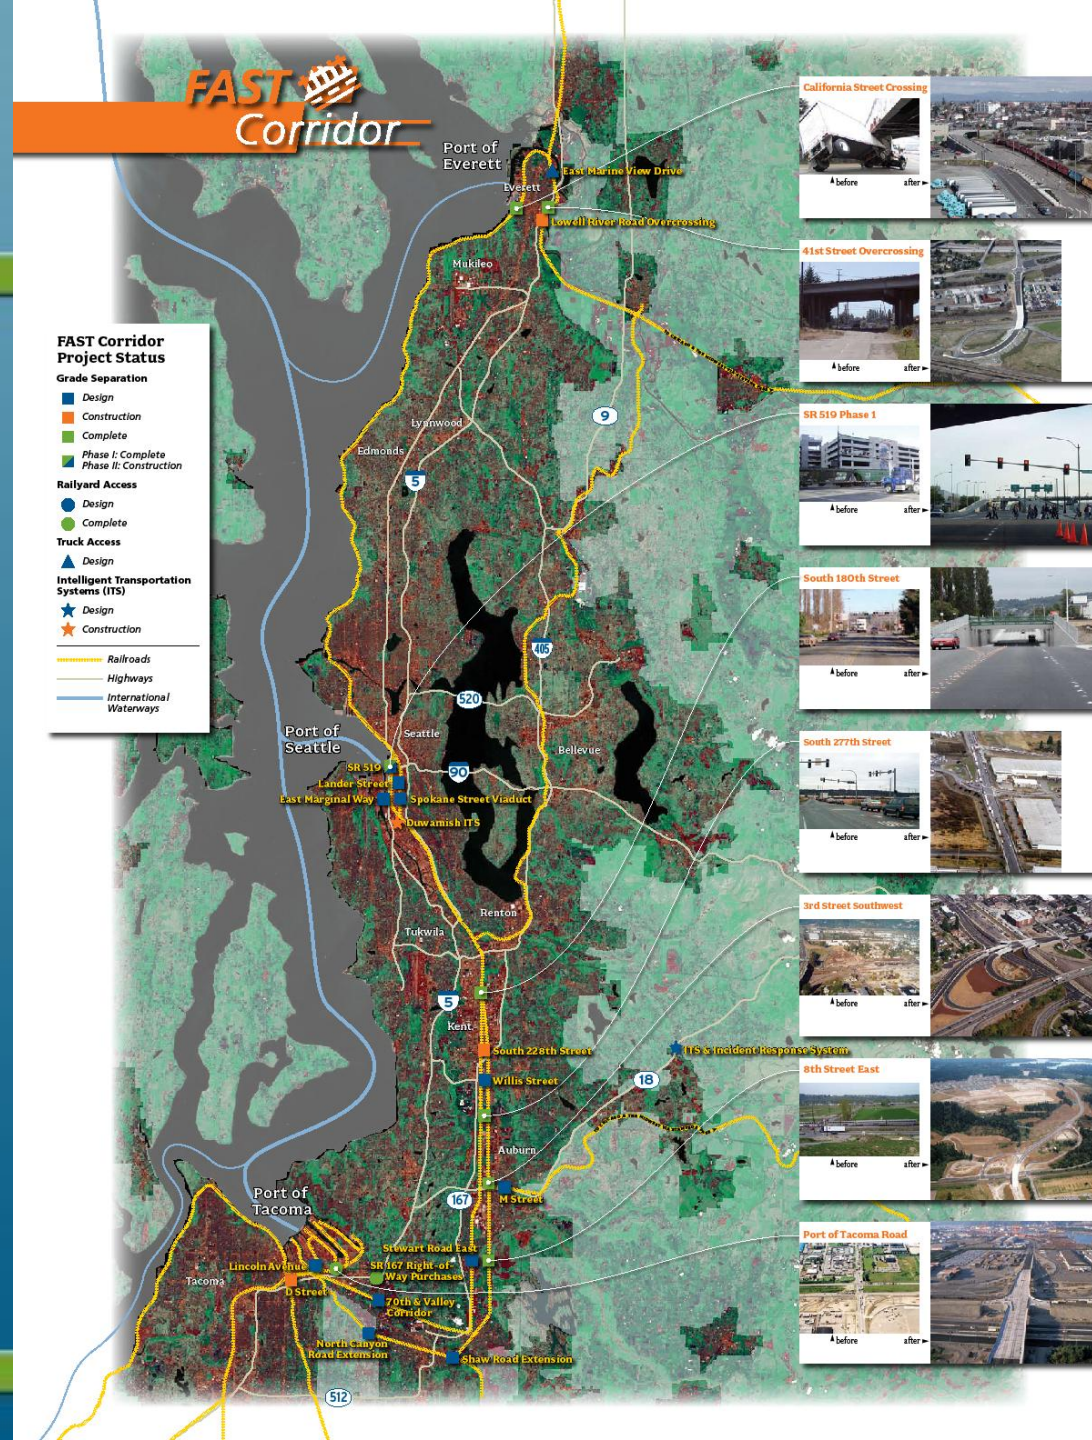 FAST
Corridor
Port of
Everett
Everett
East Marine View Drive
Lowell River Road Overcrossing
Mukileo
FAST Corridor
Project Status
Grade Separation
Design
Construction
Complete
Phase I: Complete
Phase II: Construction
Railyard Access
Design
Complete
Truck Access
Design
Intelligent Transportation
Systems (ITS)
Design
Construction
Railroads
Highways
International
Waterways
9
Lynnwood
Edmonds
5
405
520
Port of
Seattle
Seattle
Bellevue
SR 519
90
Lander Street
East Marginal Way
Spokane Street Viaduct
Duwamish ITS
Renton
Tukwila
5
Kent
South 228th Street
ITS & Incident Response System
Willis Street
18
Auburn
M Street
167
Port of
Tacoma
Stewart Road East
Lincoln Avenue
SR 167 Right-of-
Way Purchases
Tacoma
D Street
70th & Valley
Corridor
North Canyon
Road Extension
Shaw Road Extension
512
California Street Crossing
before
after
41st Street Overcrossing
before
after
SR 519 Phase 1
before
after
South 180th Street
before
after
South 277th Street
before
after
3rd Street Southwest
before
after
8th Street East
before
after
Port of Tacoma Road
before
after